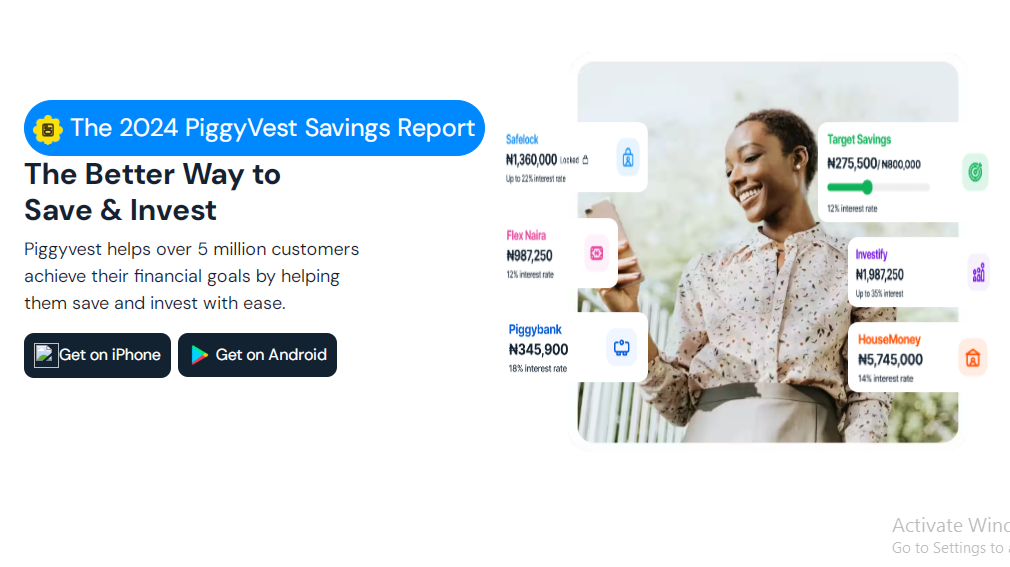 The 2024 PiggyVest Savings Report
The Better Way to
Save & Invest
Piggyvest helps over 5 million customers
achieve their financial goals by helping
them save and invest with ease.
Get on iPhone
Get on Android
Safelock
₦1,360,000 Locked
Up to 22% interest rate
Flex Naira
₦987,250
12% interest rate
Piggybank
₦345,900
18% interest rate
Target Savings
₦275,500/ ₦800,000
12% interest rate
Investify
₦1,987,250
Up to 35% interest
HouseMoney
₦5,745,000
14% interest rate
Activate Winc
Go to Settings to a